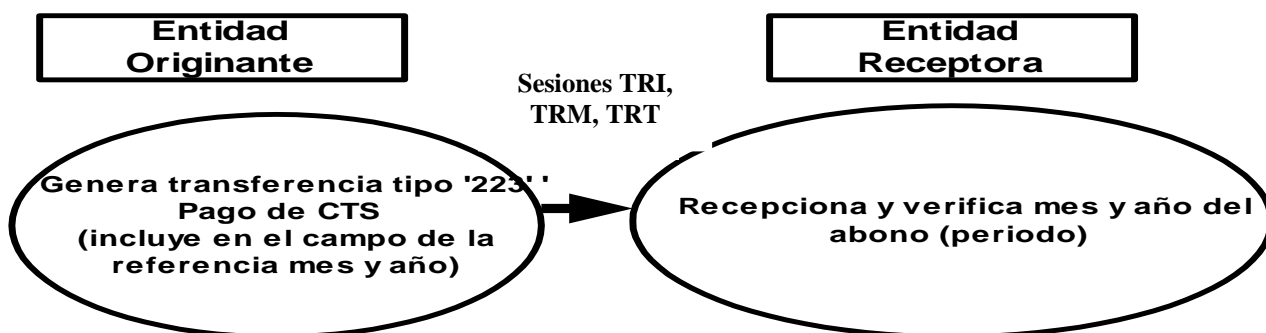 Entidad
Originante
Entidad
Receptora
Sesiones TRI,
TRM, TRT
Genera transferencia tipo '223' '
Pago de CTS
(incluye en el campo de la
referencia mes y año)
Recepciona y verifica mes y año del
abono (periodo)